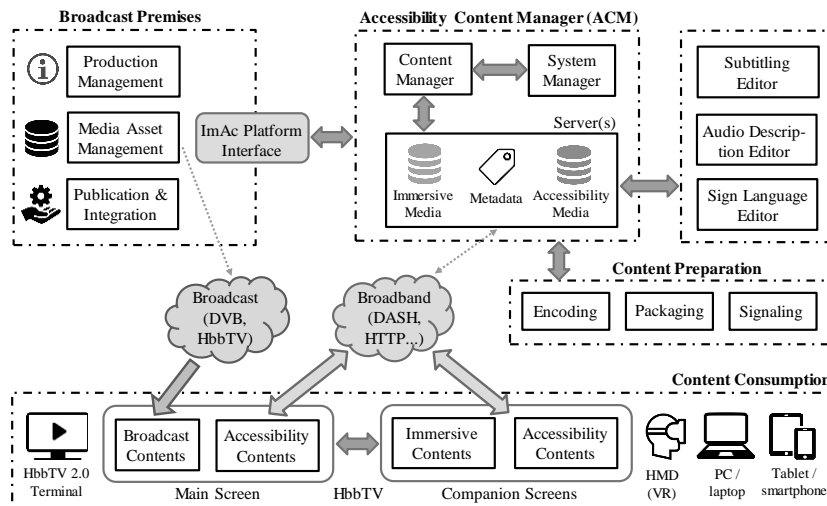 Broadcast Premises
Production
Management
Media Asset
Management
Publication &
Integration
ImAc Platform
Interface
Accessibility Content Manager (ACM)
Content
Manager
System
Manager
Server(s)
Immersive
Media
Metadata
Accessibility
Media
Subtitling
Editor
Audio Descrip-
tion Editor
Sign Language
Editor
Content Preparation
Encoding
Packaging
Signaling
Broadcast
(DVB,
HbbTV)
Broadband
(DASH,
HTTP...)
Content Consumption
HbbTV 2.0
Terminal
Broadcast
Contents
Accessibility
Contents
Main Screen
HbbTV
Immersive
Contents
Accessibility
Contents
Companion Screens
HMD
(VR)
PC /
laptop
Tablet /
smartphone